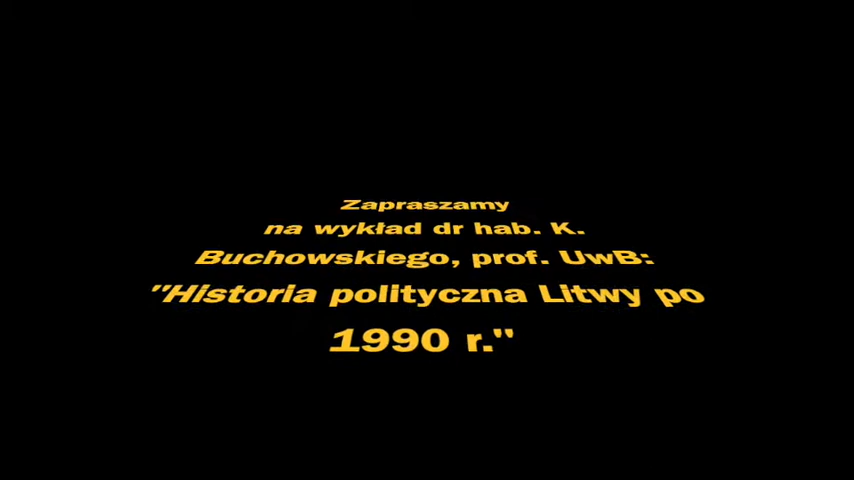 Zapraszamy
na wykład dr hab. K.
Buchowskiego, prof. UwB:
"Historia polityczna Litwy po
1990 r."